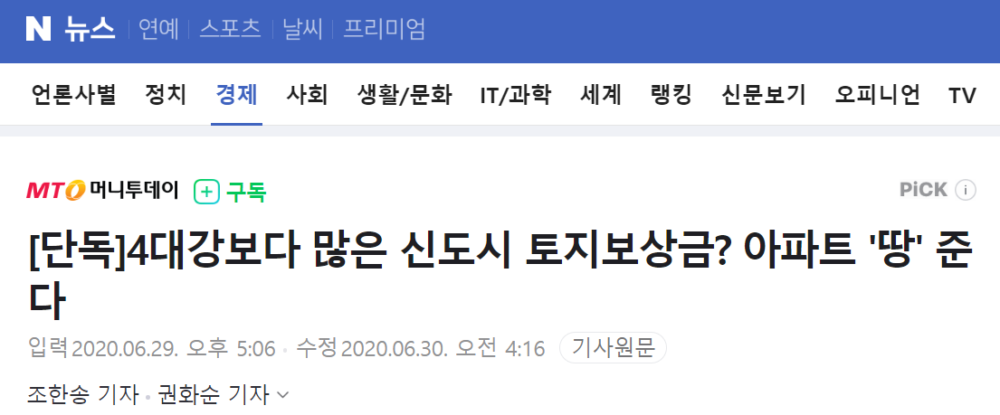 N 뉴스 연예 스포츠 날씨 프리미엄
언론사별 정치 경제 사회 생활/문화 IT/과학 세계 랭킹 신문보기 오피니언 TV
MTO 머니투데이 + 구독 PiCK i
[단독]4대강보다 많은 신도시 토지보상금? 아파트 '땅' 준
다
입력 2020.06.29. 오후 5:06 · 수정 2020.06.30. 오전 4:16 기사원문
조한송 기자 · 권화순 기자